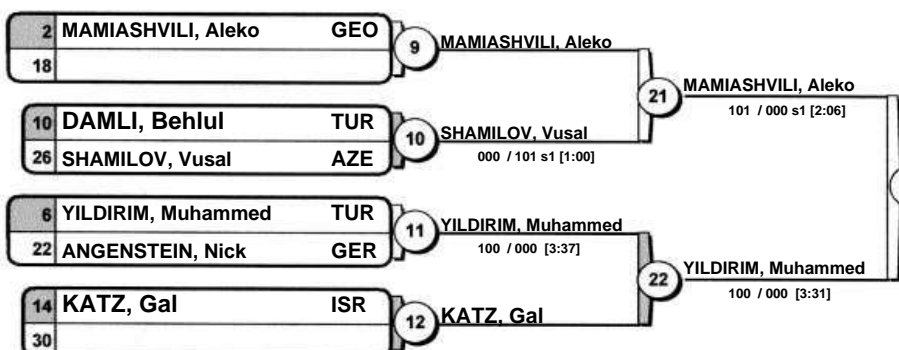 2 MAMIASHVILI, Aleko GEO
18
9
MAMIASHVILI, Aleko
10 DAMLI, Behlul TUR
26 SHAMILOV, Vusal AZE
10
SHAMILOV, Vusal
000 / 101 s1 [1:00]
21
MAMIASHVILI, Aleko
101 / 000 s1 [2:06]
6 YILDIRIM, Muhammed TUR
22 ANGENSTEIN, Nick GER
11
YILDIRIM, Muhammed
100 / 000 [3:37]
14 KATZ, Gal ISR
30
12
KATZ, Gal
22
YILDIRIM, Muhammed
100 / 000 [3:31]